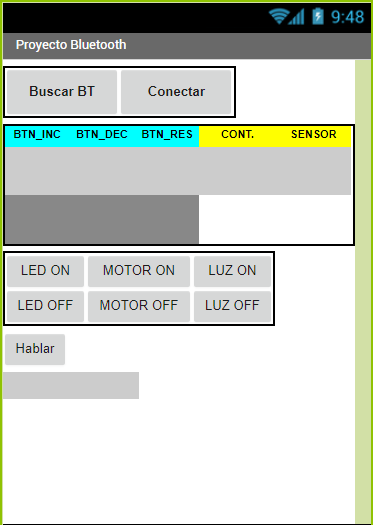 9:48
Proyecto Bluetooth
Buscar BT Conectar
BTN_INC BTN_DEC BTN_RES CONT. SENSOR
LED ON MOTOR ON LUZ ON
LED OFF MOTOR OFF LUZ OFF
Hablar